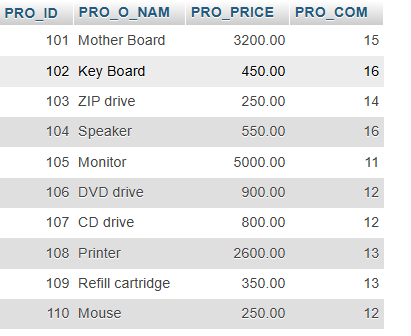 PRO_ID PRO_O_NAM PRO_PRICE PRO_COM
101 Mother Board 3200.00 15
102 Key Board 450.00 16
103 ZIP drive 250.00 14
104 Speaker 550.00 16
105 Monitor 5000.00 11
106 DVD drive 900.00 12
107 CD drive 800.00 12
108 Printer 2600.00 13
109 Refill cartridge 350.00 13
110 Mouse 250.00 12